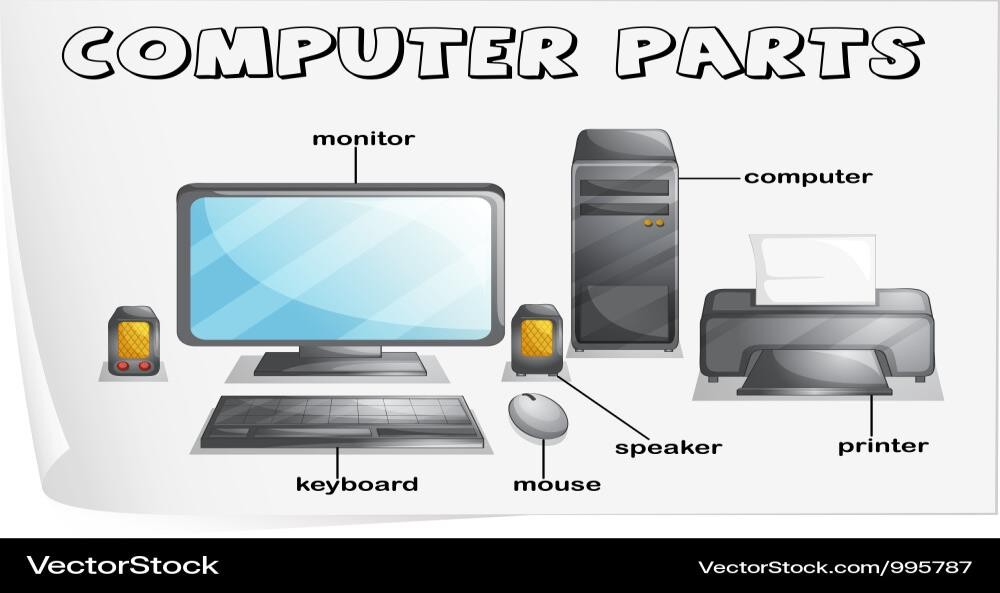 COMPUTER PARTS
monitor
computer
speaker
printer
keyboard
mouse
VectorStock
VectorStock.com/995787